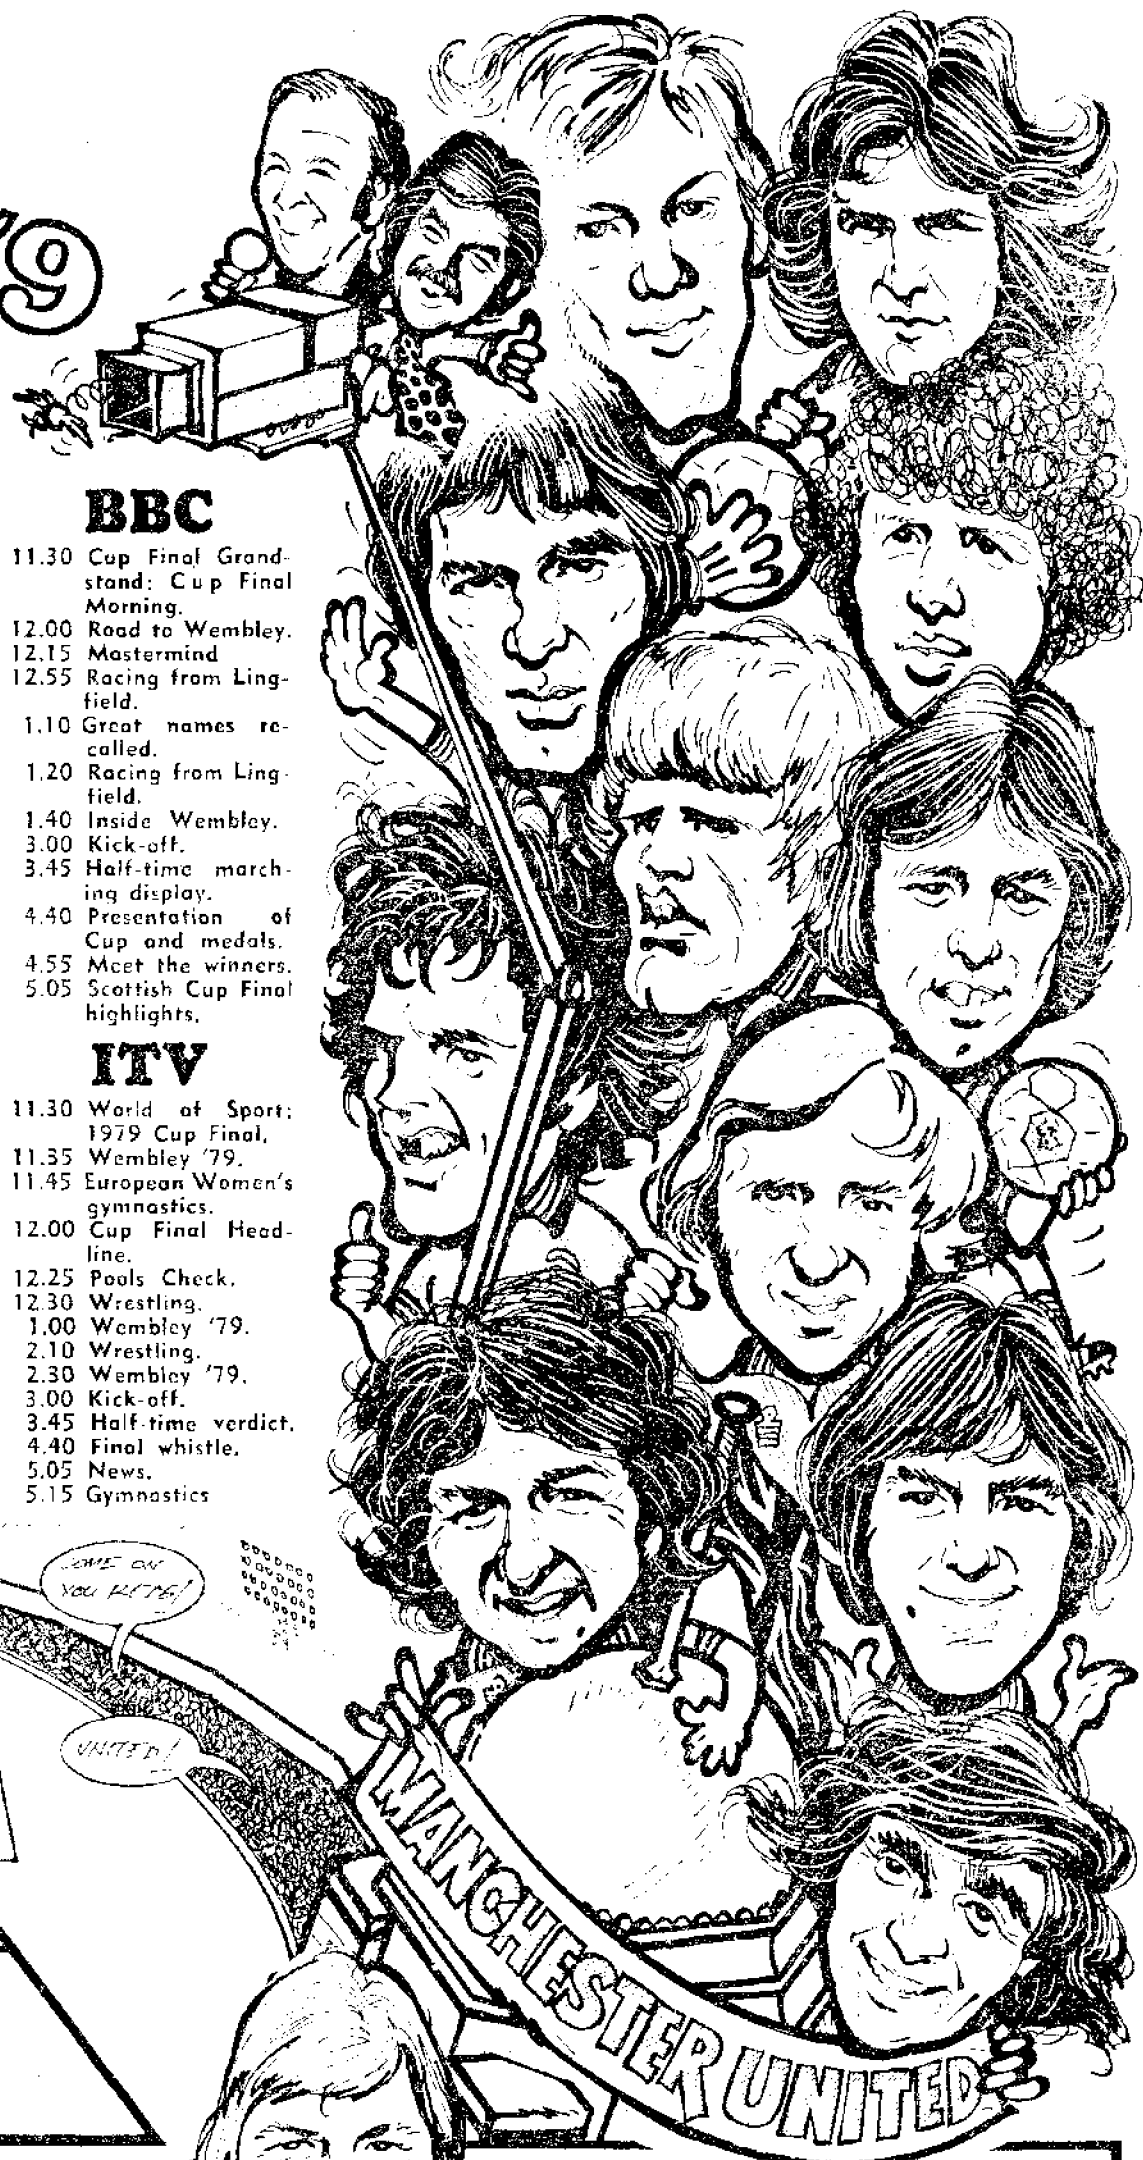 '79
BBC
11.30 Cup Final Grand-
stand: Cup Final
Morning.
12.00 Road to Wembley.
12.15 Mastermind
12.55 Racing from Ling-
field.
1.10 Great names re-
called.
1.20 Racing from Ling-
field.
1.40 Inside Wembley.
3.00 Kick-off.
3.45 Half-time march-
ing display.
4.40 Presentation of
Cup and medals.
4.55 Meet the winners.
5.05 Scottish Cup Final
highlights.
ITV
11.30 World of Sport:
1979 Cup Final.
11.35 Wembley '79.
11.45 European Women's
gymnastics.
12.00 Cup Final Head-
line.
12.25 Pools Check.
12.30 Wrestling.
1.00 Wembley '79.
2.10 Wrestling.
2.30 Wembley '79.
3.00 Kick-off.
3.45 Half-time verdict.
4.40 Final whistle.
5.05 News.
5.15 Gymnastics
COME ON
YOU REDS!
UNITED!
MANCHESTER UNITED